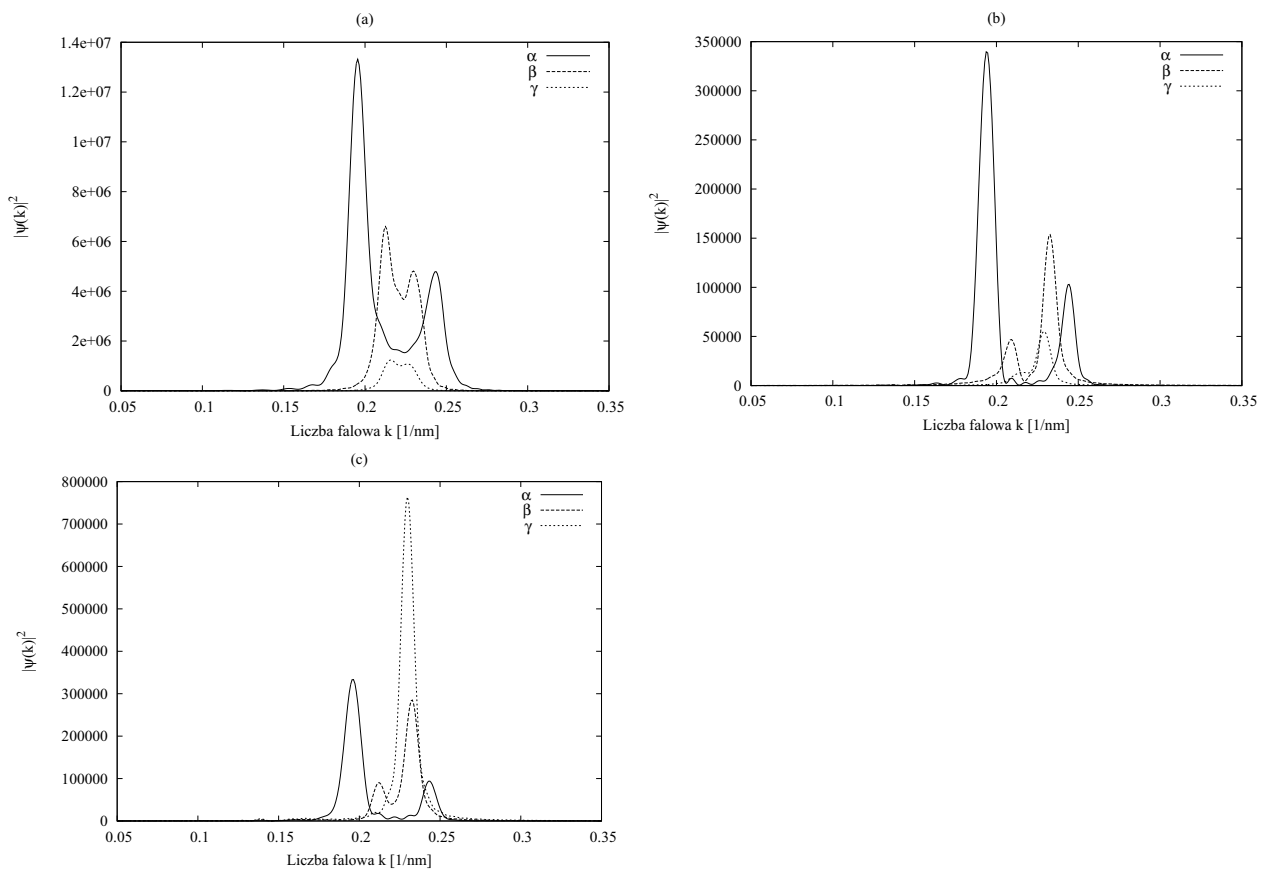 (a)
1.4e+07
1.2e+07
1e+07
8e+06
6e+06
4e+06
2e+06
0
|ψ(k)|²
α
β
γ
0.05 0.1 0.15 0.2 0.25 0.3 0.35
Liczba falowa k [1/nm]
(b)
350000
300000
250000
200000
150000
100000
50000
0
|ψ(k)|²
α
β
γ
0.05 0.1 0.15 0.2 0.25 0.3 0.35
Liczba falowa k [1/nm]
(c)
800000
700000
600000
500000
400000
300000
200000
100000
0
|ψ(k)|²
α
β
γ
0.05 0.1 0.15 0.2 0.25 0.3 0.35
Liczba falowa k [1/nm]